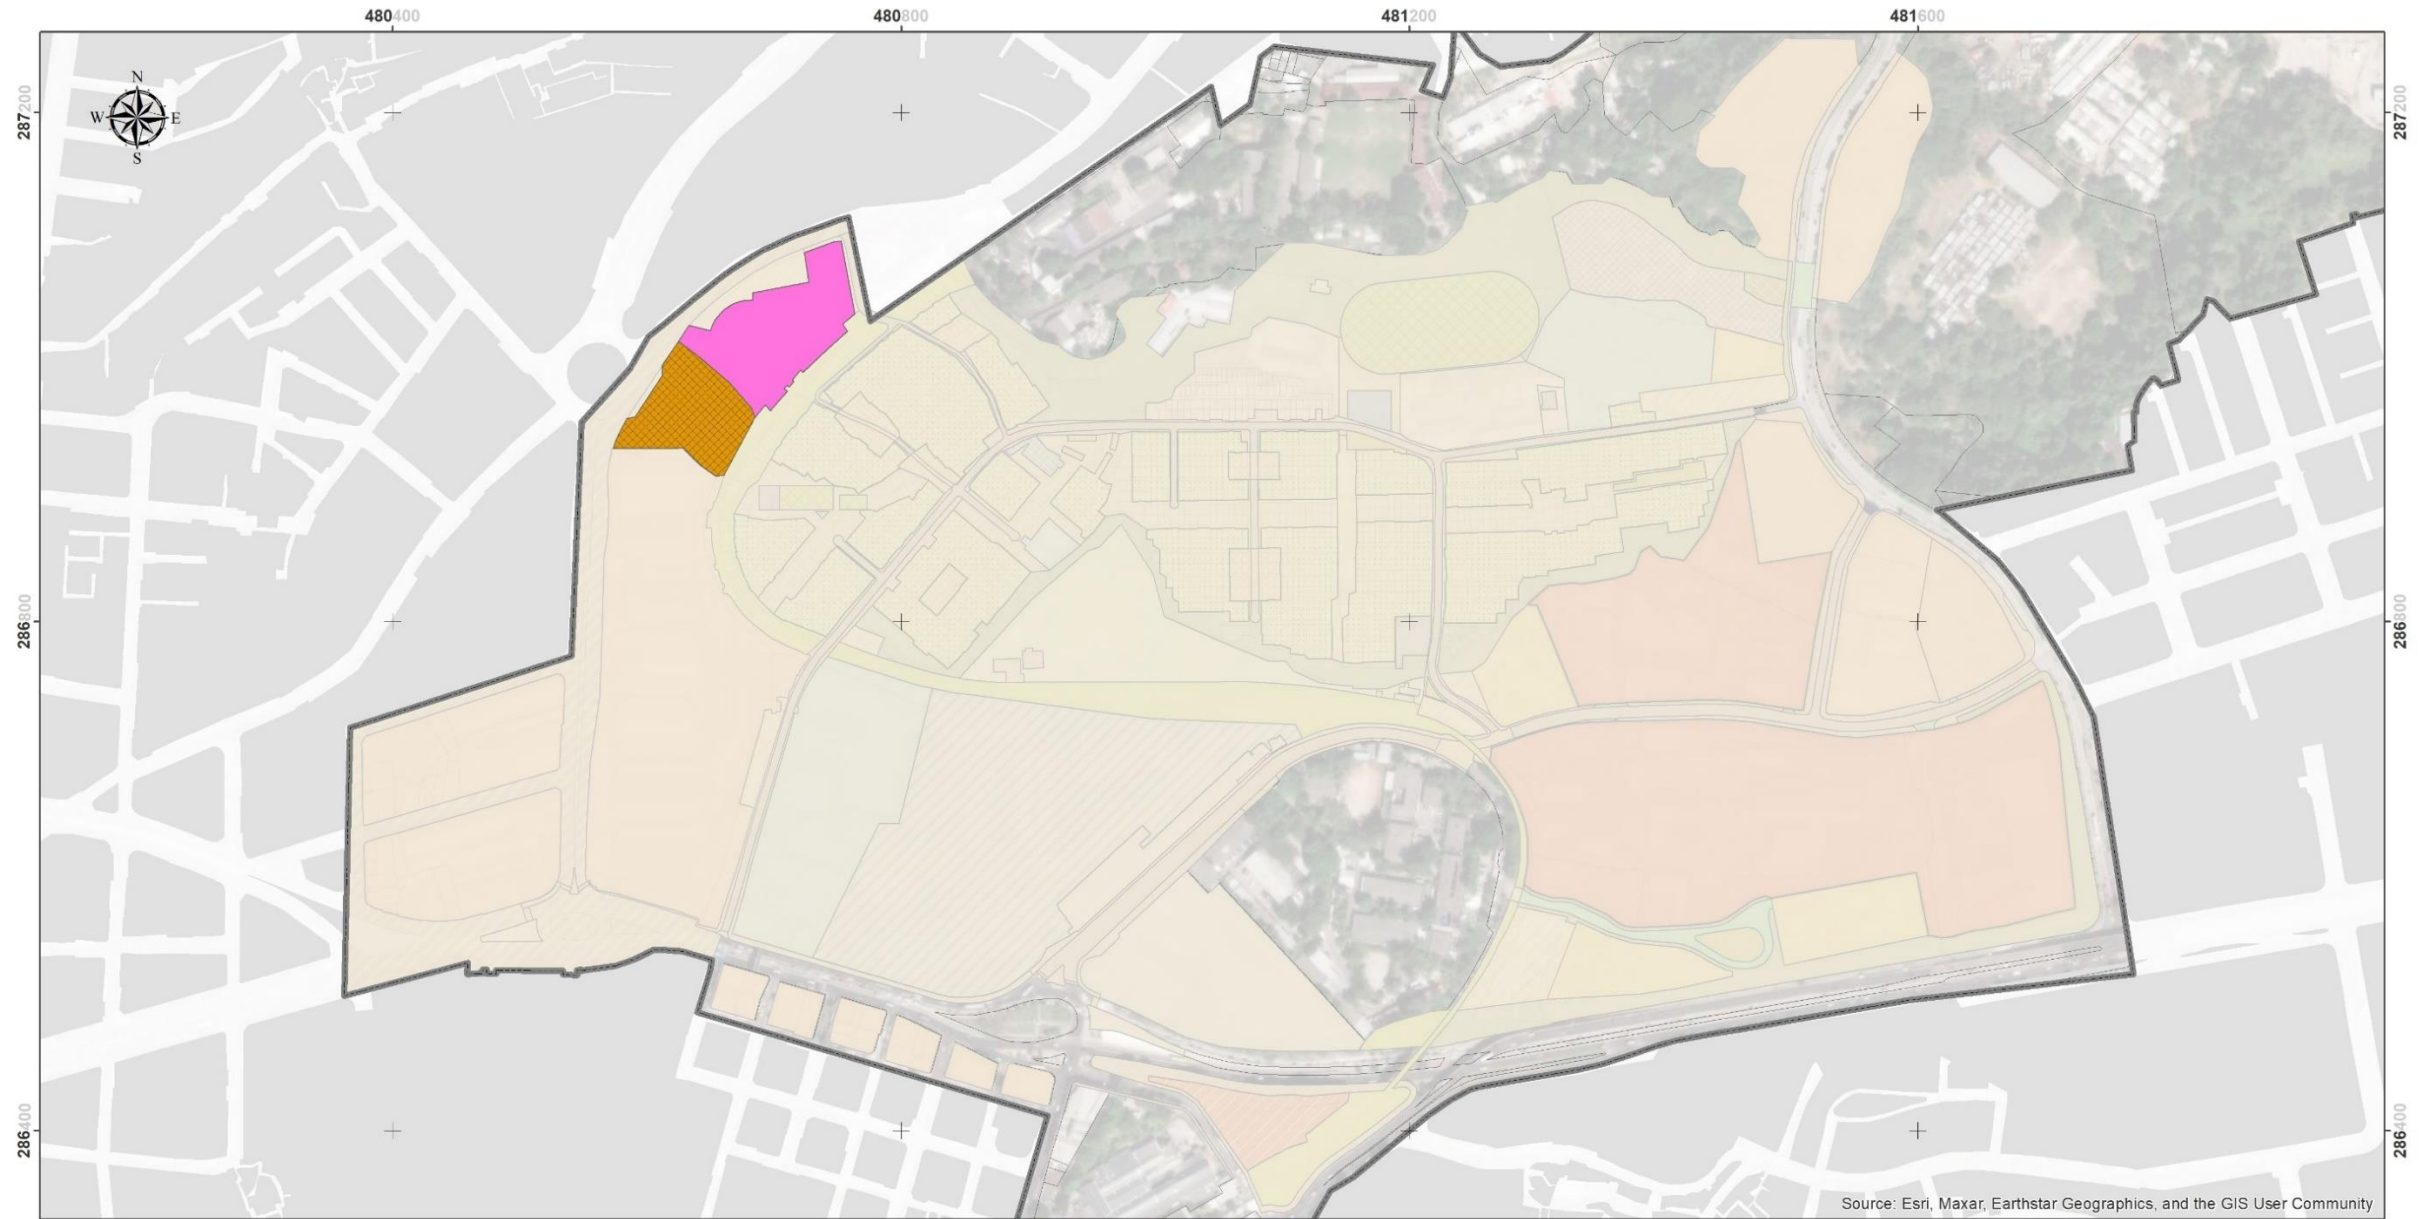 480400 480800 481200 481600
N
W E
S
287200 287200
286800 286800
286400 286400
Source: Esri, Maxar, Earthstar Geographics, and the GIS User Community